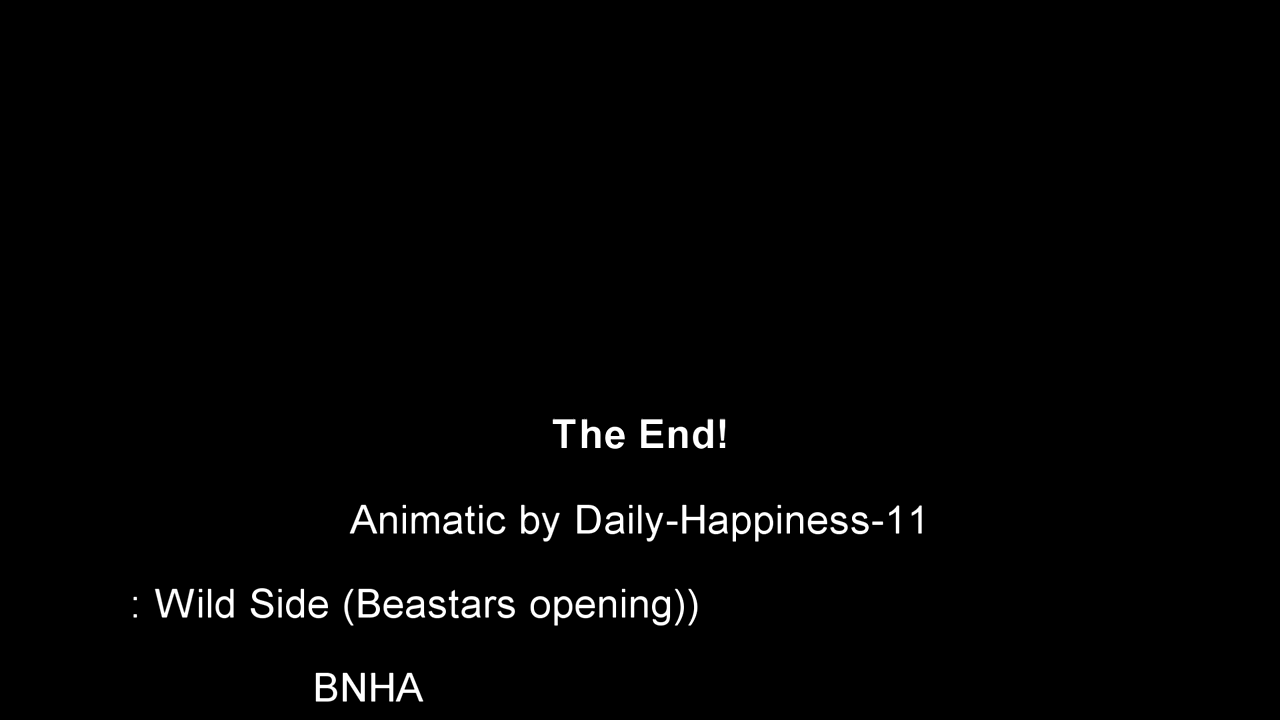 The End!
Animatic by Daily-Happiness-11
: Wild Side (Beastars opening))
BNHA